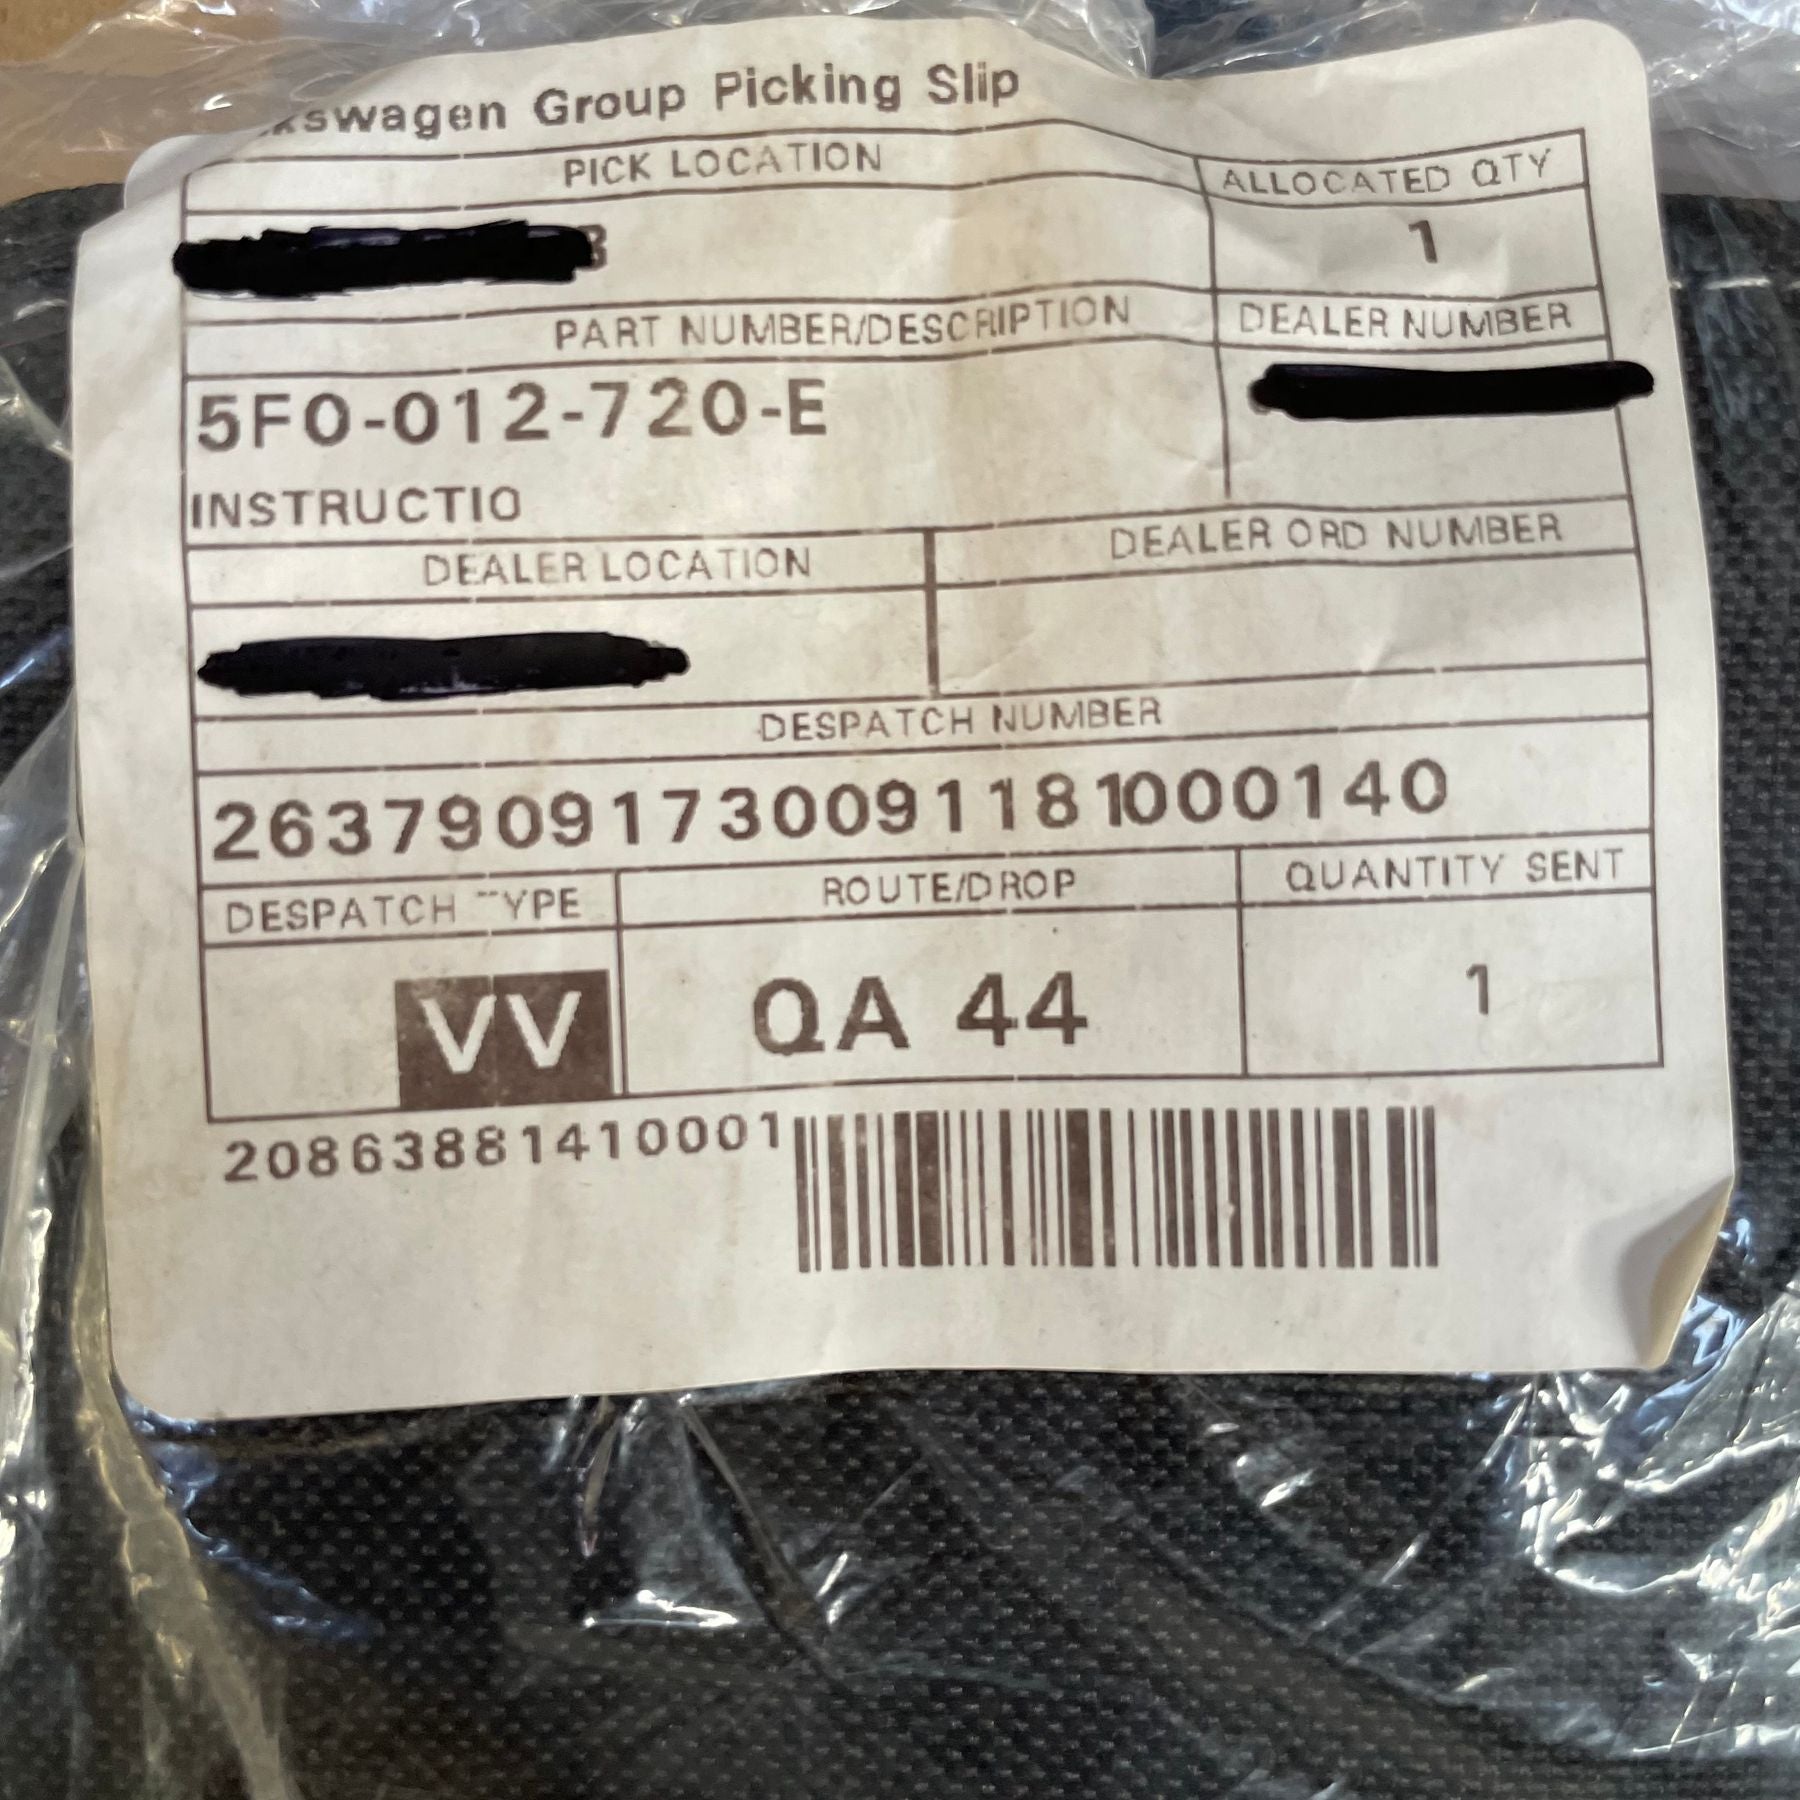 kswagen Group Picking Slip
PICK LOCATION
ALLOCATED QTY
1
PART NUMBER/DESCRIPTION
DEALER NUMBER
5F0-012-720-E
INSTRUCTIO
DEALER LOCATION
DEALER ORD NUMBER
DESPATCH NUMBER
26379091730091181000140
DESPATCH TYPE
ROUTE/DROP
QUANTITY SENT
VV
QA 44
1
20863881410001